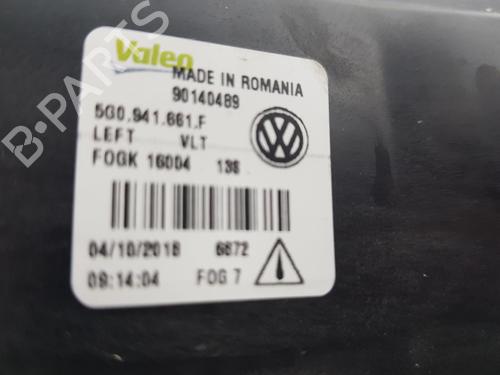 Valeo
MADE IN ROMANIA
90140489
5G0.941.661.F
LEFT VLT
FOGK 16004 136
04/10/2018 6672
09:14:04 FOG 7
B-PARTS